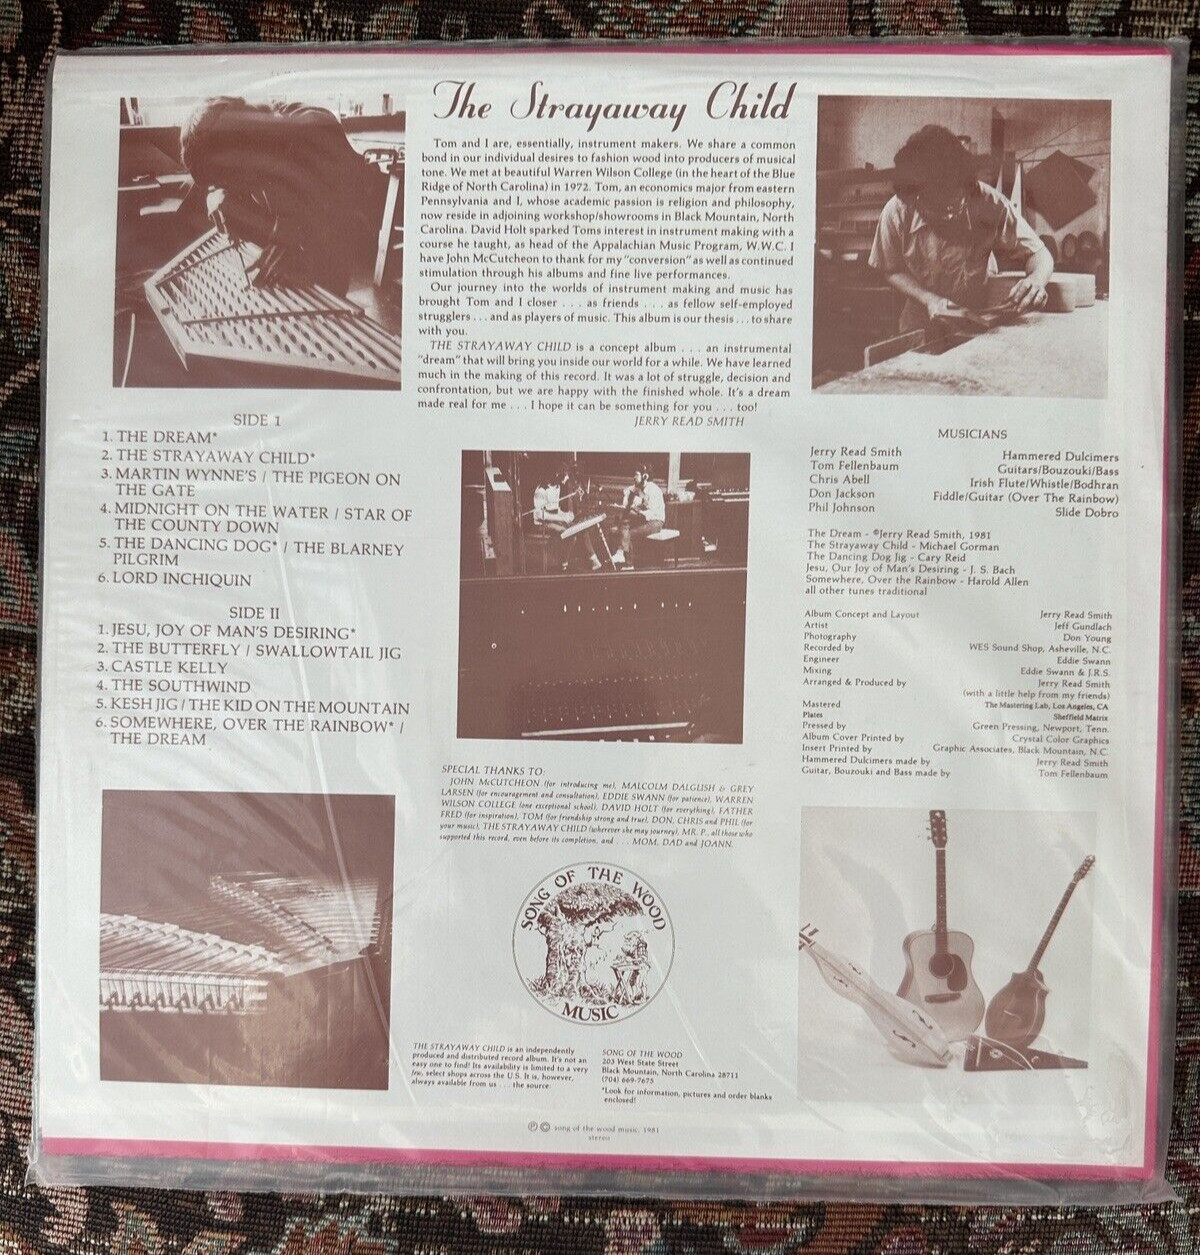 The Strayaway Child
Tom and I are, essentially, instrument makers. We share a common
bond in our individual desires to fashion wood into producers of musical
tone. We met at beautiful Warren Wilson College (in the heart of the Blue
Ridge of North Carolina) in 1972. Tom, an economics major from eastern
Pennsylvania and I, whose academic passion is religion and philosophy,
now reside in adjoining workshop/showrooms in Black Mountain, North
Carolina. David Holt sparked Toms interest in instrument making with a
course he taught, as head of the Appalachian Music Program, W.W.C. I
have John McCutcheon to thank for my "conversion" as well as continued
stimulation through his albums and fine live performances.
Our journey into the worlds of instrument making and music has
brought Tom and I closer . . . as friends . . . as fellow self-employed
strugglers . . . and as players of music. This album is our thesis . . . to share
with you.
THE STRAYAWAY CHILD is a concept album . . . an instrumental
"dream" that will bring you inside our world for a while. We have learned
much in the making of this record. It was a lot of struggle, decision and
confrontation, but we are happy with the finished whole. It's a dream
made real for me . . . I hope it can be something for you . . . too!
JERRY READ SMITH
SIDE I
1. THE DREAM*
2. THE STRAYAWAY CHILD*
3. MARTIN WYNNE'S / THE PIGEON ON
THE GATE
4. MIDNIGHT ON THE WATER / STAR OF
THE COUNTY DOWN
5. THE DANCING DOG* / THE BLARNEY
PILGRIM
6. LORD INCHIQUIN
SIDE II
1. JESU, JOY OF MAN'S DESIRING*
2. THE BUTTERFLY / SWALLOWTAIL JIG
3. CASTLE KELLY
4. THE SOUTHWIND
5. KESH JIG / THE KID ON THE MOUNTAIN
6. SOMEWHERE, OVER THE RAINBOW* /
THE DREAM
MUSICIANS
Jerry Read Smith Hammered Dulcimers
Tom Fellenbaum Guitars/Bouzouki/Bass
Chris Abell Irish Flute/Whistle/Bodhran
Don Jackson Fiddle/Guitar (Over The Rainbow)
Phil Johnson Slide Dobro
The Dream - ©Jerry Read Smith, 1981
The Strayaway Child - Michael Gorman
The Dancing Dog Jig - Cary Reid
Jesu, Our Joy of Man's Desiring - J. S. Bach
Somewhere, Over the Rainbow - Harold Allen
all other tunes traditional
Album Concept and Layout Jerry Read Smith
Artist Jeff Gundlach
Photography Don Young
Recorded by WES Sound Shop, Asheville, N.C.
Engineer Eddie Swann
Mixing Eddie Swann & J.R.S.
Arranged & Produced by Jerry Read Smith
(with a little help from my friends)
Mastered The Mastering Lab, Los Angeles, CA
Plates Sheffield Matrix
Pressed by Green Pressing, Newport, Tenn.
Album Cover Printed by Crystal Color Graphics
Insert Printed by Graphic Associates, Black Mountain, N.C.
Hammered Dulcimers made by Jerry Read Smith
Guitar, Bouzouki and Bass made by Tom Fellenbaum
SPECIAL THANKS TO:
JOHN McCUTCHEON (for introducing me), MALCOLM DALGLISH & GREY
LARSEN (for encouragement and consultation), EDDIE SWANN (for patience), WARREN
WILSON COLLEGE (one exceptional school), DAVID HOLT (for everything), FATHER
FRED (for inspiration), TOM (for friendship strong and true), DON, CHRIS and PHIL (for
your music), THE STRAYAWAY CHILD (wherever she may journey), MR. P., all those who
supported this record, even before its completion, and . . . MOM, DAD and JOANN.
SONG OF THE WOOD
MUSIC
THE STRAYAWAY CHILD is an independently
produced and distributed record album. It's not an
easy one to find! Its availability is limited to a very
few, select shops across the U.S. It is, however,
always available from us . . . the source.
SONG OF THE WOOD
203 West State Street
Black Mountain, North Carolina 28711
(704) 669-7675
*Look for information, pictures and order blanks
enclosed!
℗ © song of the wood music, 1981
stereo